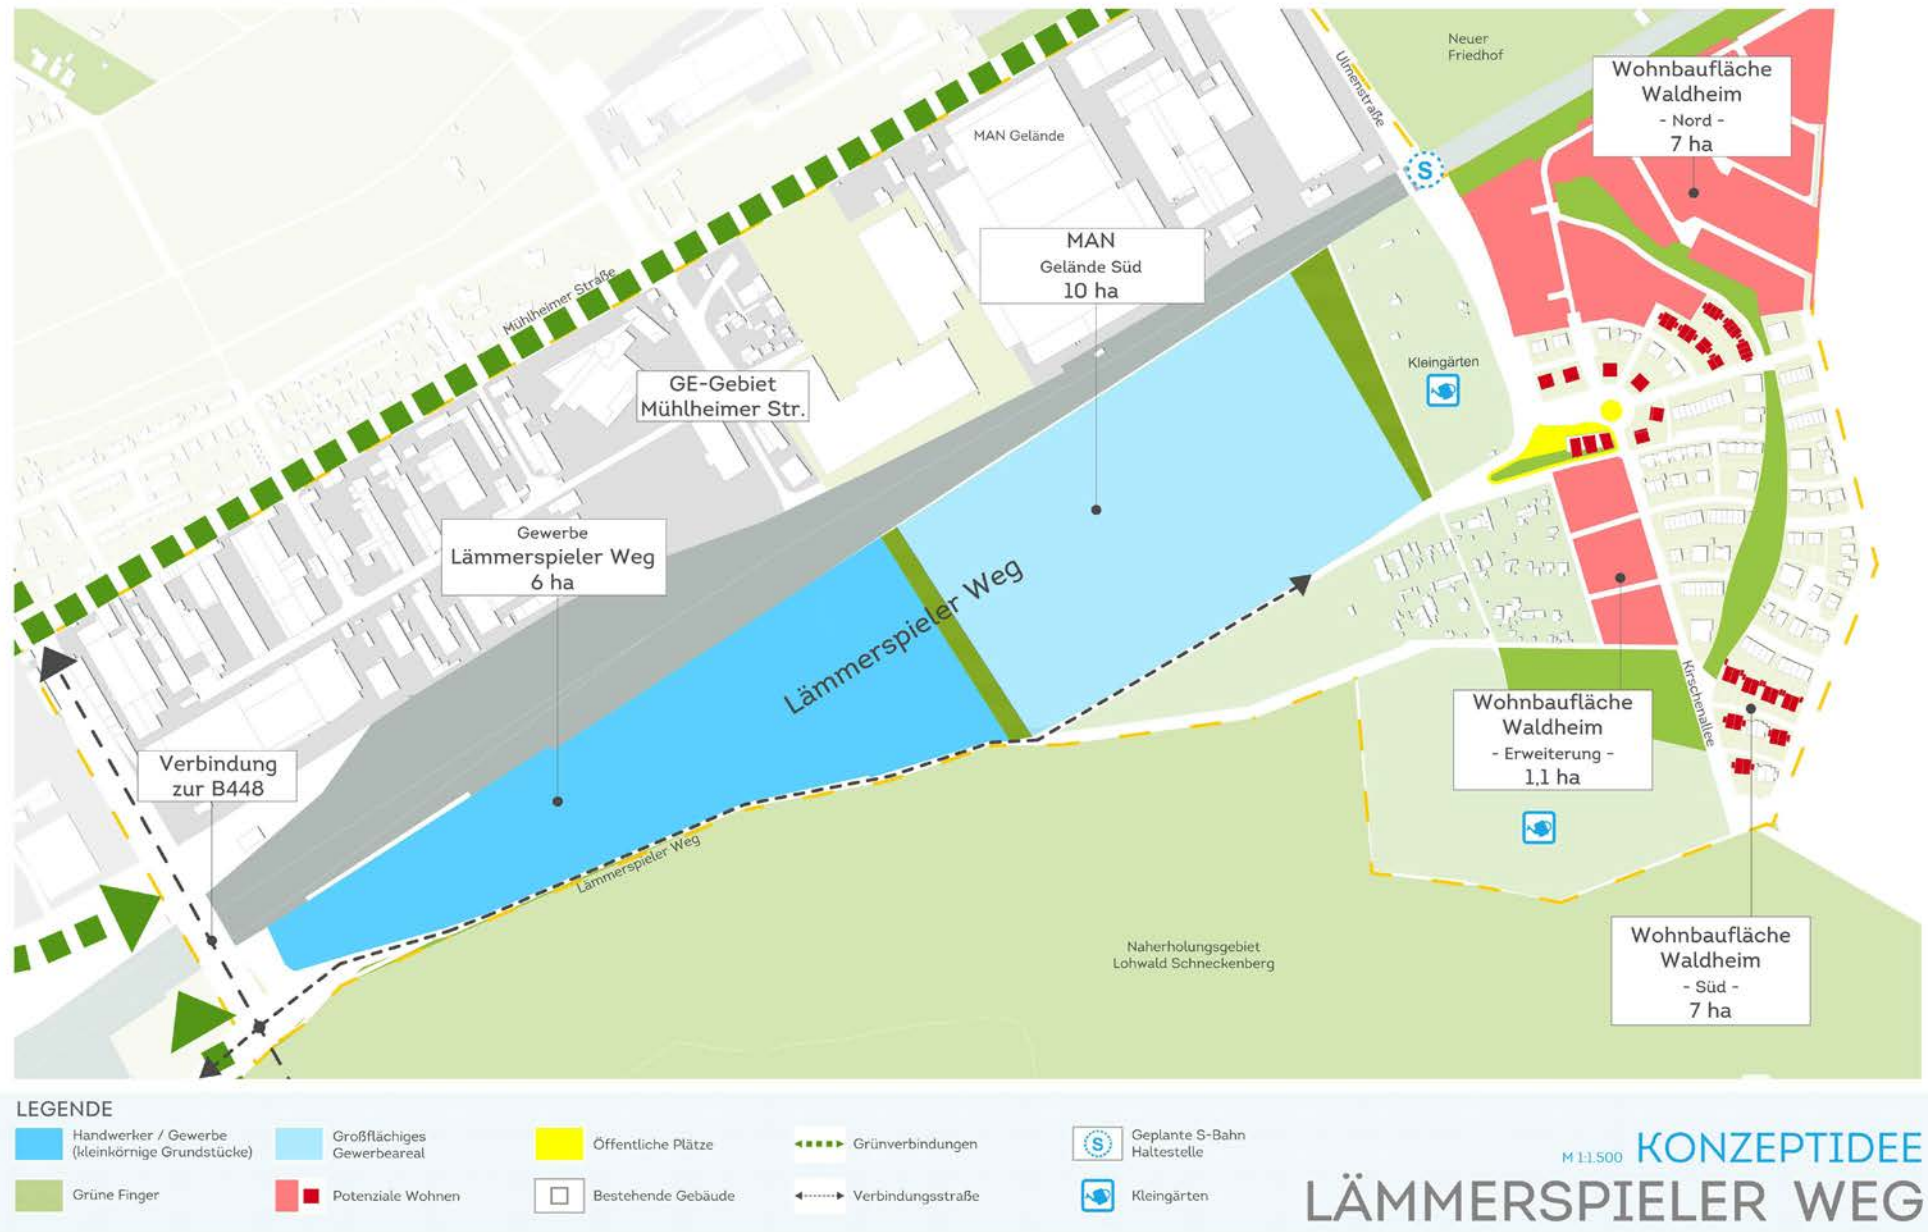 Neuer
Friedhof
Ulmenstraße
Wohnbaufläche
Waldheim
- Nord -
7 ha
MAN Gelände
S
MAN
Gelände Süd
10 ha
Mühlheimer Straße
Kleingärten
GE-Gebiet
Mühlheimer Str.
Gewerbe
Lämmerspieler Weg
6 ha
Lämmerspieler Weg
Kirschenallee
Wohnbaufläche
Waldheim
- Erweiterung -
1,1 ha
Verbindung
zur B448
Lämmerspieler Weg
Wohnbaufläche
Waldheim
- Süd -
7 ha
Naherholungsgebiet
Lohwald Schneckenberg
LEGENDE
Handwerker / Gewerbe
(kleinkörnige Grundstücke)
Großflächiges
Gewerbeareal
Öffentliche Plätze
Grünverbindungen
S
Geplante S-Bahn
Haltestelle
Grüne Finger
Potenziale Wohnen
Bestehende Gebäude
Verbindungsstraße
Kleingärten
M 1:1.500 KONZEPTIDEE
LÄMMERSPIELER WEG